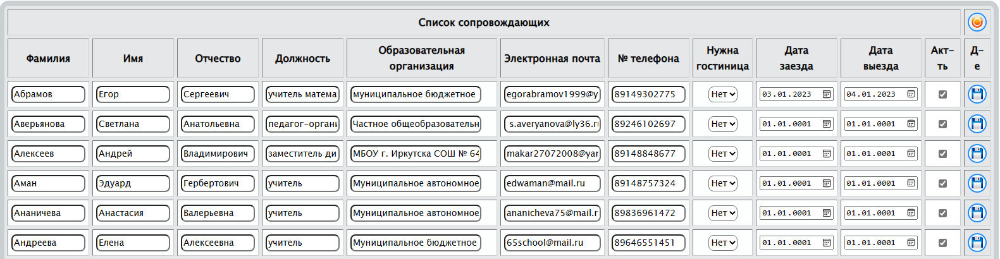 Список сопровождающих
Фамилия Имя Отчество Должность Образовательная организация Электронная почта № телефона Нужна гостиница Дата заезда Дата выезда Акт-ть Д-е
Абрамов Егор Сергеевич учитель матема муниципальное бюджетное egorabramov1999@y 89149302775 Нет 03.01.2023 04.01.2023
Аверьянова Светлана Анатольевна педагог-органи Частное общеобразовательн s.averyanova@ly36.ru 89246102697 Нет 01.01.0001 01.01.0001
Алексеев Андрей Владимирович заместитель ди МБОУ г. Иркутска СОШ № 64 makar27072008@yan 89148848677 Нет 01.01.0001 01.01.0001
Аман Эдуард Гербертович учитель Муниципальное автономное edwaman@mail.ru 89148757324 Нет 01.01.0001 01.01.0001
Ананичева Анастасия Валерьевна учитель Муниципальное автономное ananicheva75@mail.r 89836961472 Нет 01.01.0001 01.01.0001
Андреева Елена Алексеевна учитель Муниципальное бюджетное 65school@mail.ru 89646551451 Нет 01.01.0001 01.01.0001